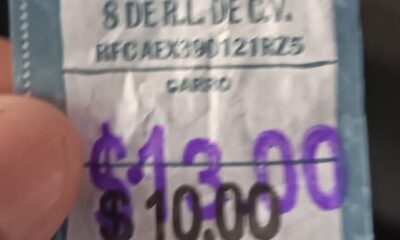 S DE R.L. DE C.V.
RFC AEX390121RZ5
CARRO
$13.00
$10.00